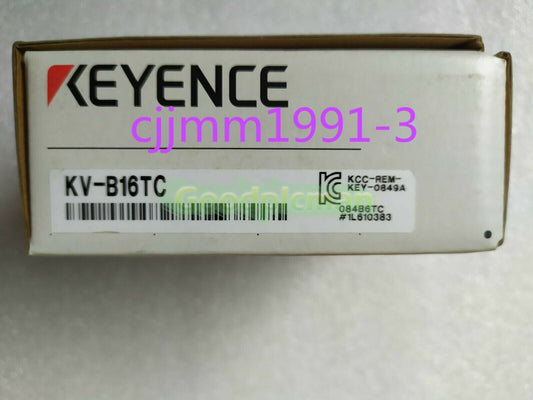 KEYENCE
cjjmm1991-3
KV-B16TC
KCC-REM-
KEY-0849A
084B6TC
#1L610383